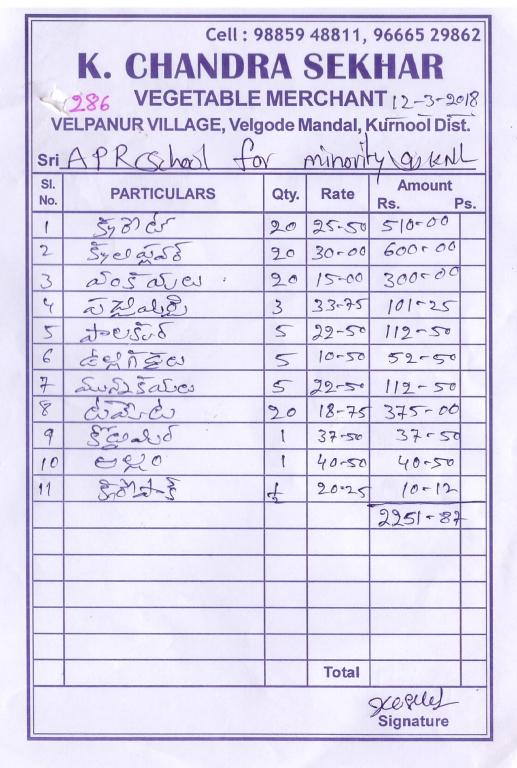 Cell : 98859 48811, 96665 29862
K. CHANDRA SEKHAR
286 VEGETABLE MERCHANT 12-3-2018
VELPANUR VILLAGE, Velgode Mandal, Kurnool Dist.
Sri APR School for minority KNL
Sl. No. PARTICULARS Qty. Rate Amount Rs. Ps.
1 క్యారెట్ 20 25-50 510-00
2 20 30-00 600-00
3 వంకాయలు 20 15-00 300-00
4 3 33-75 101-25
5 పాలకూర 5 22-50 112-50
6 ఉల్లిగడ్డలు 5 10-50 52-50
7 మునక్కాయలు 5 22-50 112-50
8 టమోట 20 18-75 375-00
9 కొత్తిమీర 1 37-50 37-50
10 అల్లం 1 40-50 40-50
11 ½ 20-25 10-12
2251-87
Total
Signature